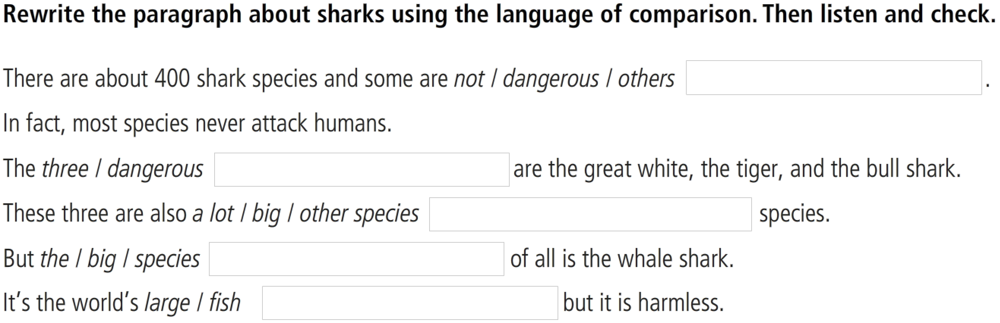 Rewrite the paragraph about sharks using the language of comparison. Then listen and check.
There are about 400 shark species and some are not / dangerous / others .
In fact, most species never attack humans.
The three / dangerous are the great white, the tiger, and the bull shark.
These three are also a lot / big / other species species.
But the / big / species of all is the whale shark.
It's the world's large / fish but it is harmless.